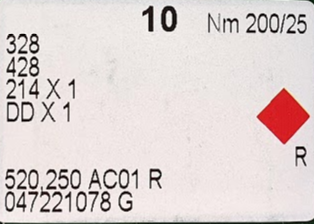 10 Nm 200/25
328
428
214 X 1
DD X 1
R
520,250 AC01 R
047221078 G